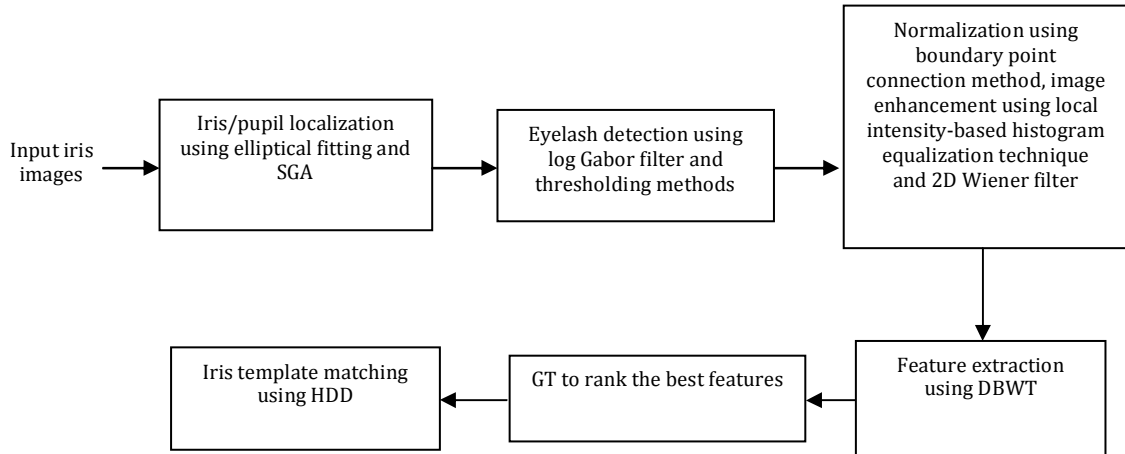 Input iris
images
Iris/pupil localization
using elliptical fitting and
SGA
Eyelash detection using
log Gabor filter and
thresholding methods
Normalization using
boundary point
connection method, image
enhancement using local
intensity-based histogram
equalization technique
and 2D Wiener filter
Feature extraction
using DBWT
GT to rank the best features
Iris template matching
using HDD